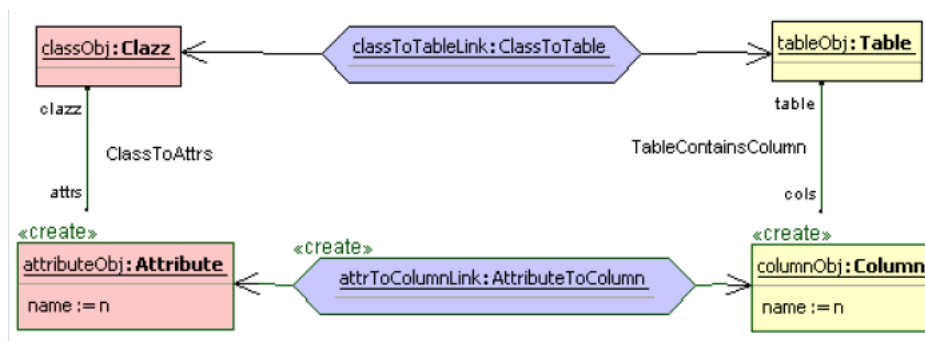 classObj:Clazz
classToTableLink:ClassToTable
tableObj:Table
clazz
table
ClassToAttrs
TableContainsColumn
attrs
cols
«create»
«create»
«create»
attributeObj:Attribute
attrToColumnLink:AttributeToColumn
columnObj:Column
name := n
name := n